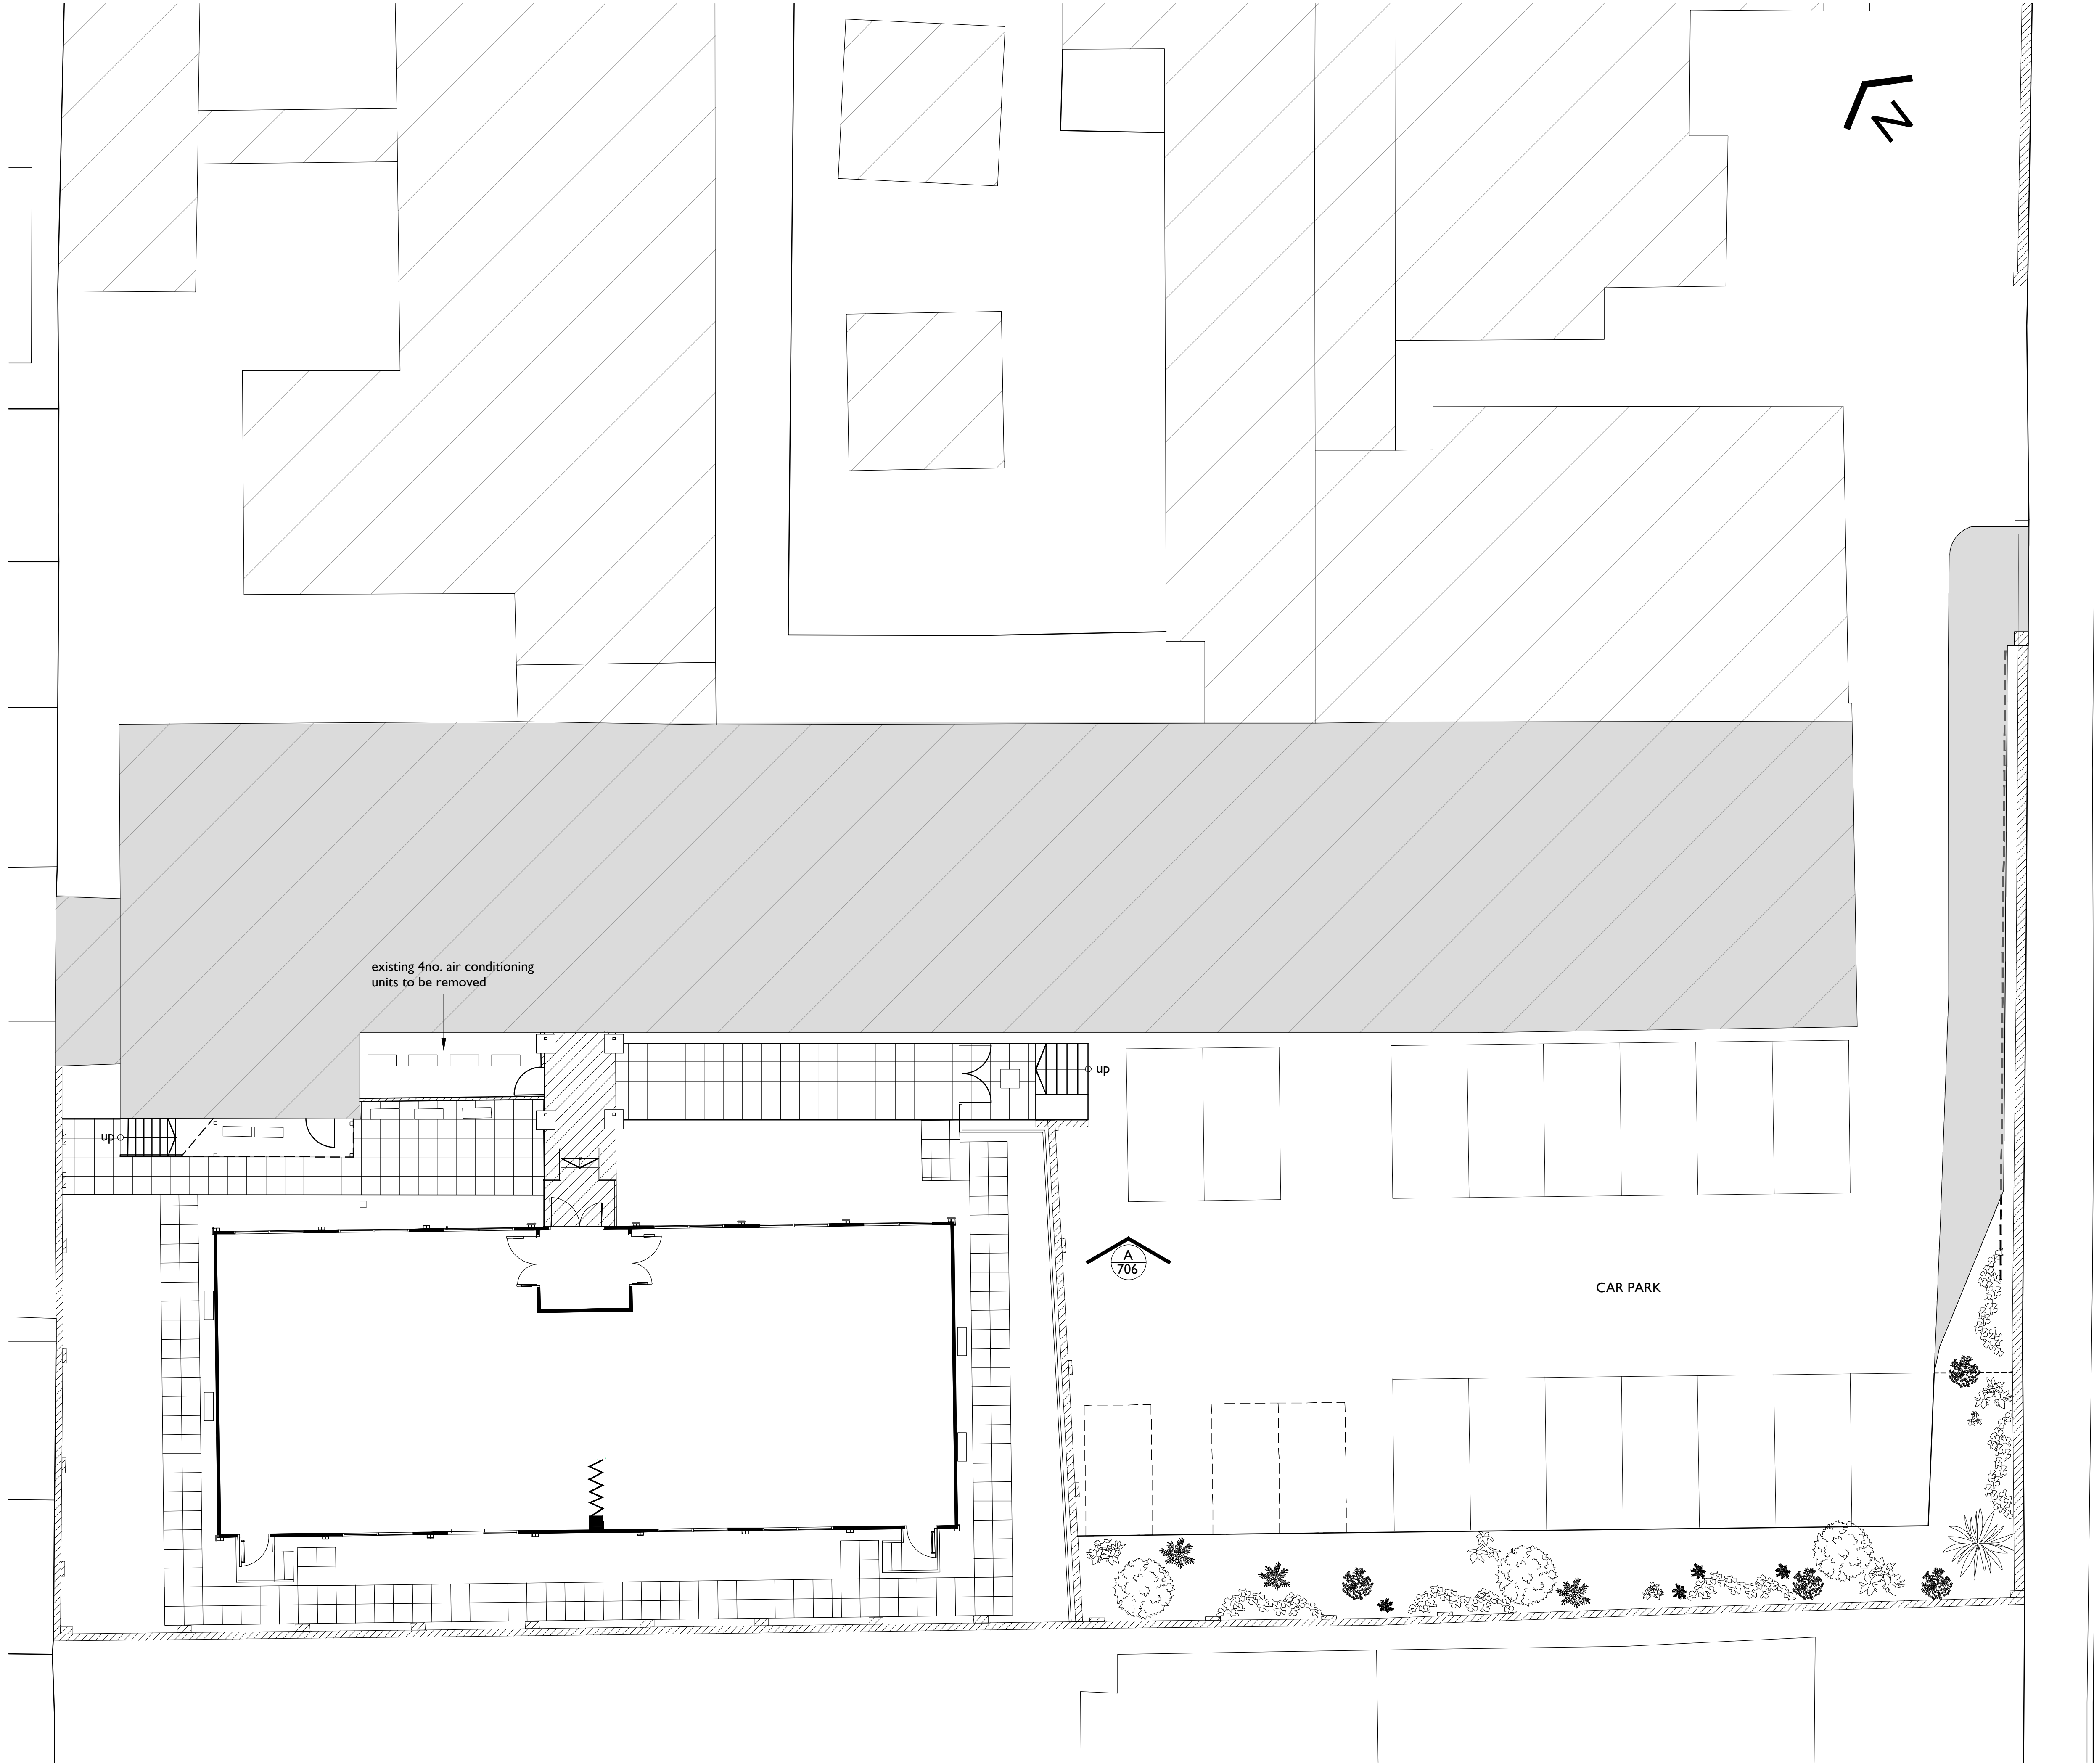 N
existing 4no. air conditioning
units to be removed
up
up
A
706
CAR PARK